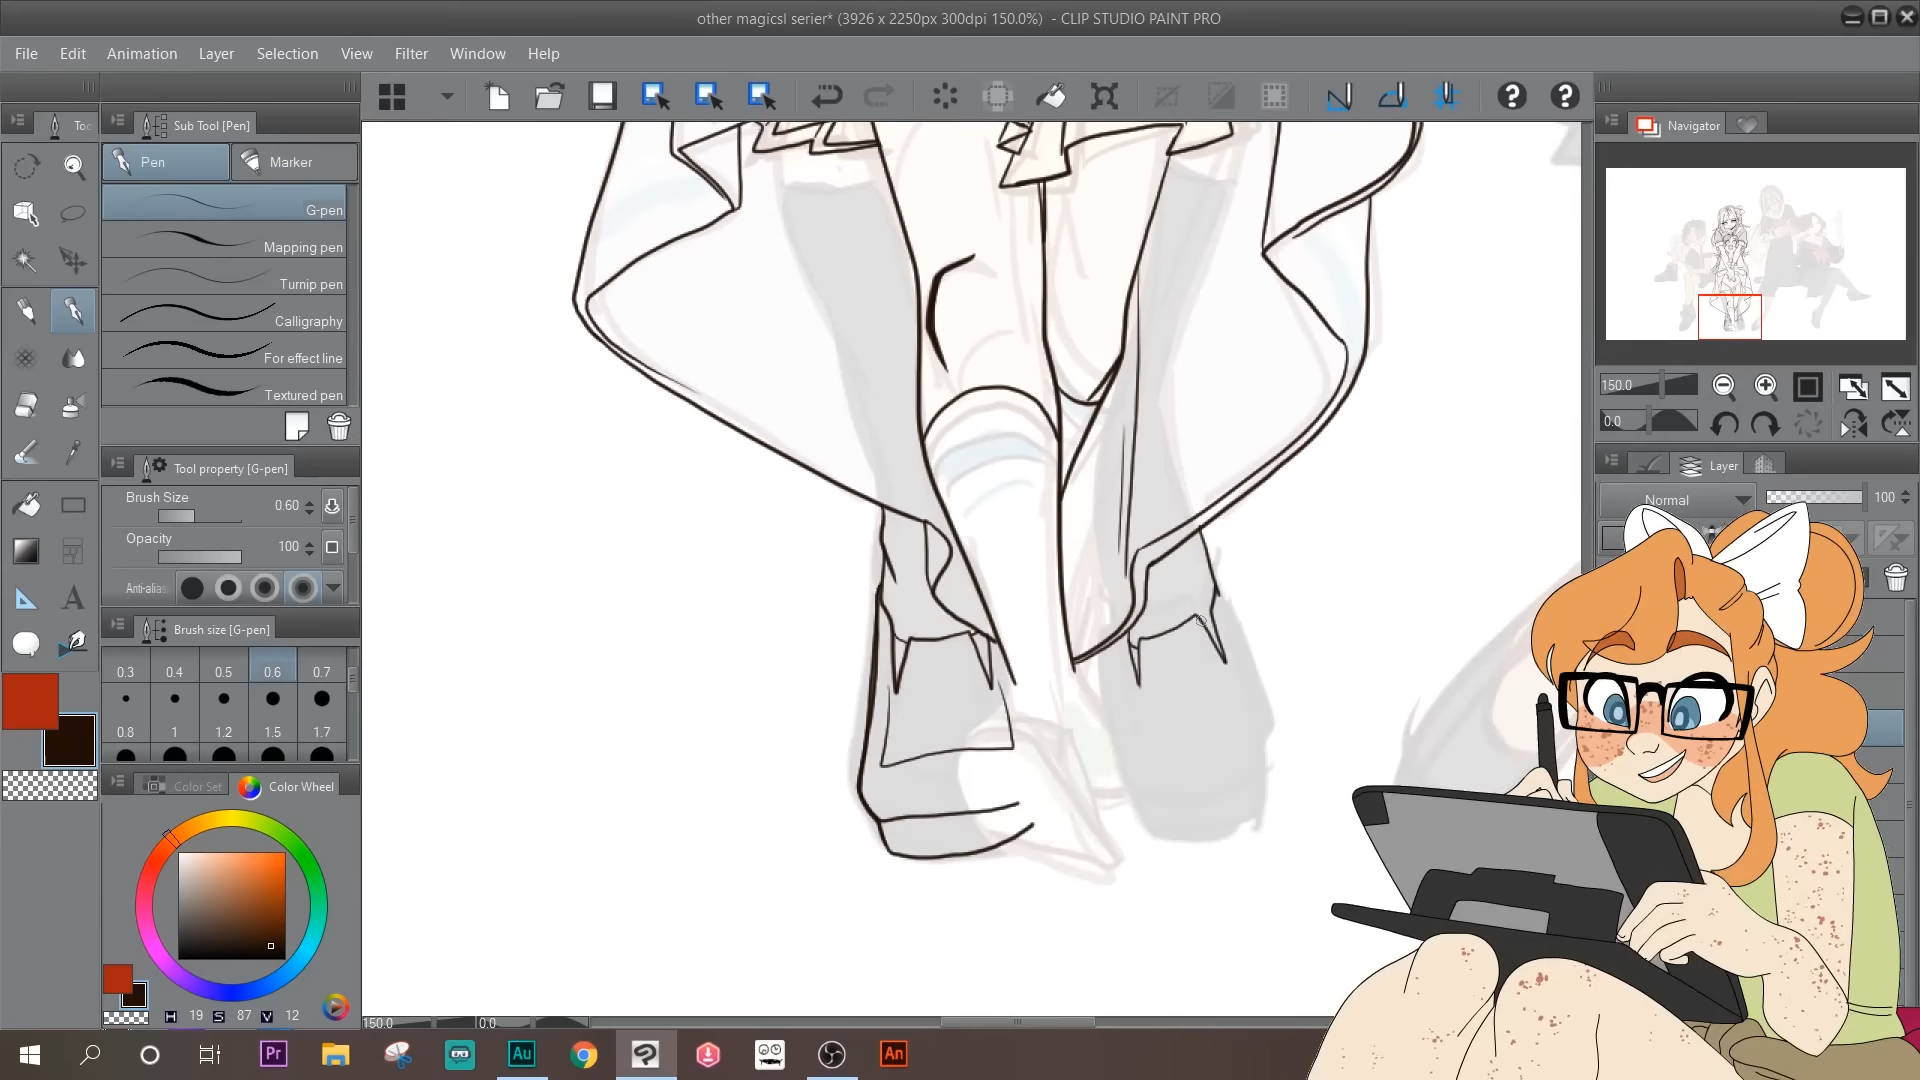 other magicsl serier* (3926 x 2250px 300dpi 150.0%)  - CLIP STUDIO PAINT PRO
File Edit Animation Layer Selection View Filter Window Help
Toc
Sub Tool [Pen]
Pen
Marker
G-pen
Mapping pen
Turnip pen
Calligraphy
For effect line
Textured pen
Tool property [G-pen]
Brush Size 0.60
Opacity 100
Anti-alias
Brush size [G-pen]
0.3 0.4 0.5 0.6 0.7
0.8 1 1.2 1.5 1.7
Color Set
Color Wheel
H 19 S 87 V 12
150.0
0.0
Navigator
150.0
0.0
Layer
Normal
100
Pr
Au
An